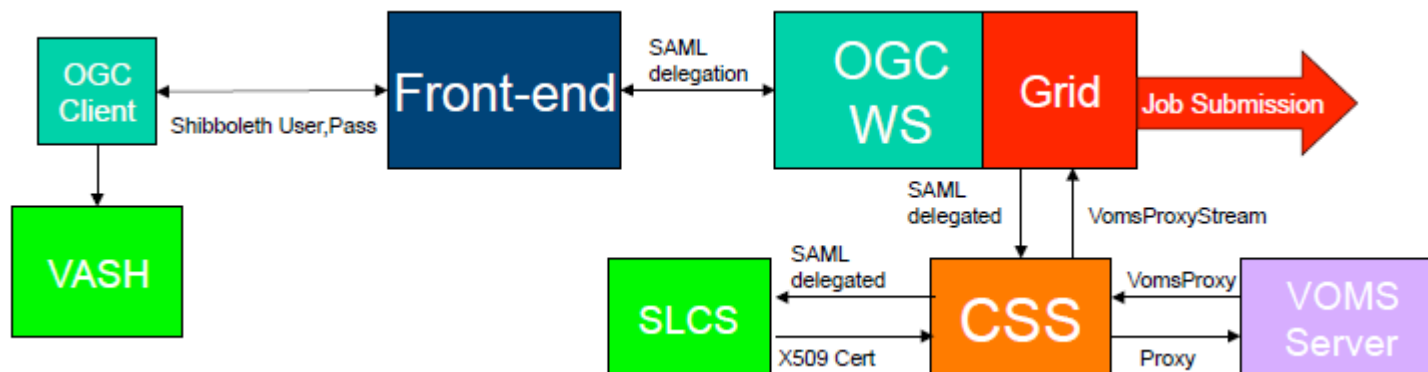 OGC
Client
Shibboleth User,Pass
Front-end
SAML
delegation
OGC
WS
Grid
Job Submission
VASH
SAML
delegated
VomsProxyStream
SLCS
SAML
delegated
X509 Cert
CSS
VomsProxy
Proxy
VOMS
Server